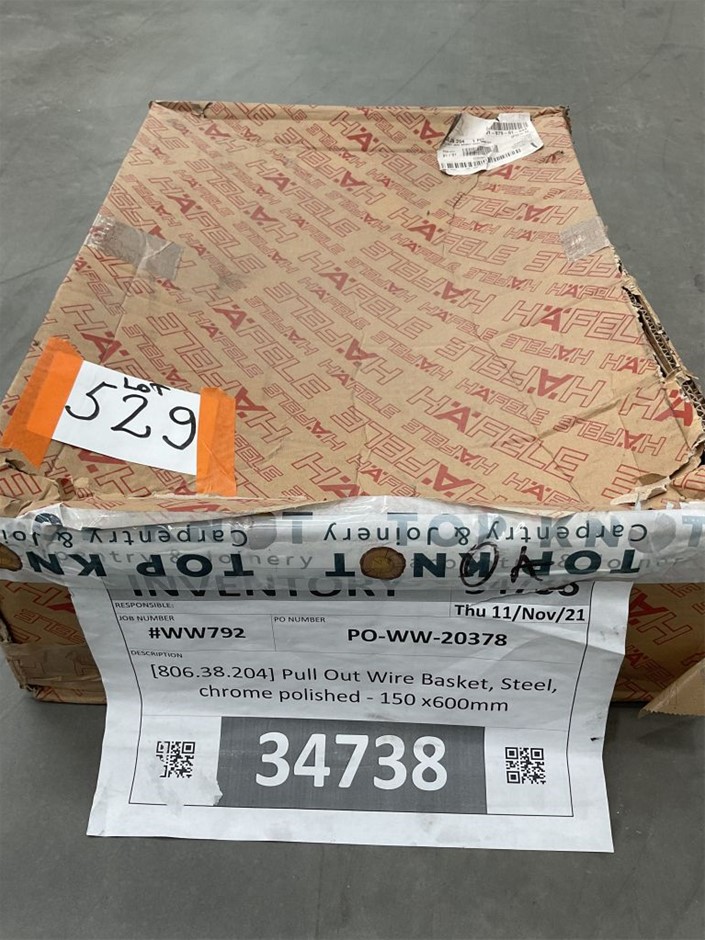 HÄFELE
LOT
529
TOP KNOT
Carpentry & Joinery
INVENTORY
RESPONSIBLE:
Thu 11/Nov/21
JOB NUMBER
#WW792
PO NUMBER
PO-WW-20378
DESCRIPTION
[806.38.204] Pull Out Wire Basket, Steel,
chrome polished - 150 x600mm
34738